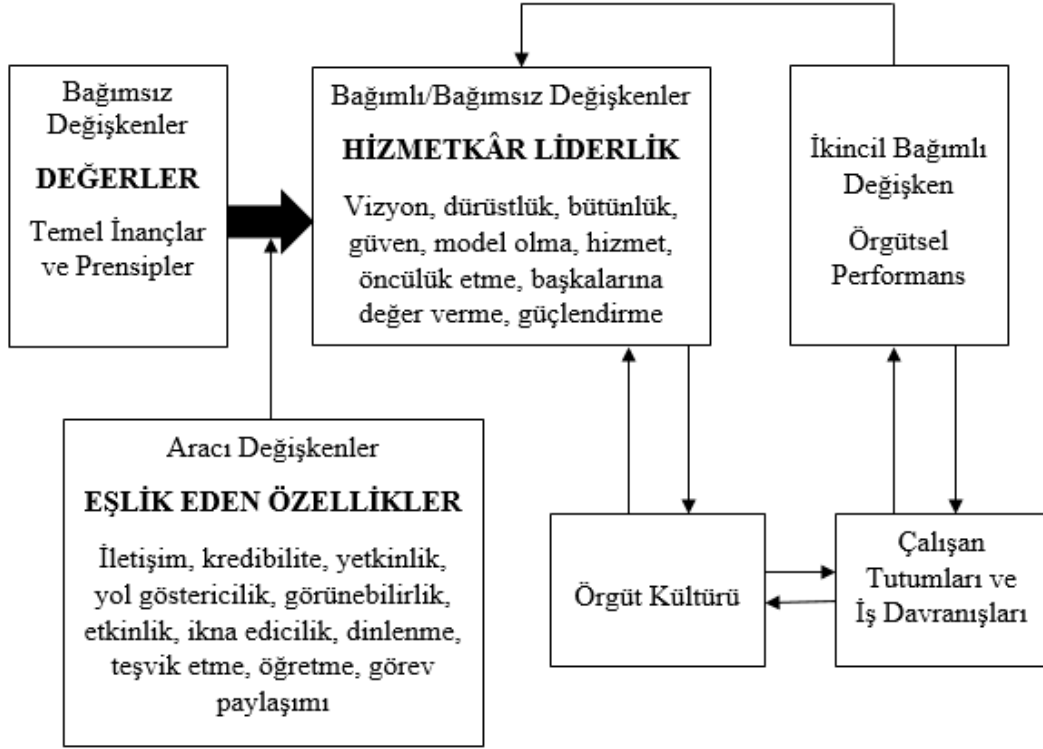 Bağımsız
Değişkenler
DEĞERLER
Temel İnançlar
ve Prensipler
Bağımlı/Bağımsız Değişkenler
HİZMETKÂR LİDERLİK
Vizyon, dürüstlük, bütünlük,
güven, model olma, hizmet,
öncülük etme, başkalarına
değer verme, güçlendirme
İkincil Bağımlı
Değişken
Örgütsel
Performans
Aracı Değişkenler
EŞLİK EDEN ÖZELLİKLER
İletişim, kredibilite, yetkinlik,
yol göstericilik, görünebilirlik,
etkinlik, ikna edicilik, dinlenme,
teşvik etme, öğretme, görev
paylaşımı
Örgüt Kültürü
Çalışan
Tutumları ve
İş Davranışları